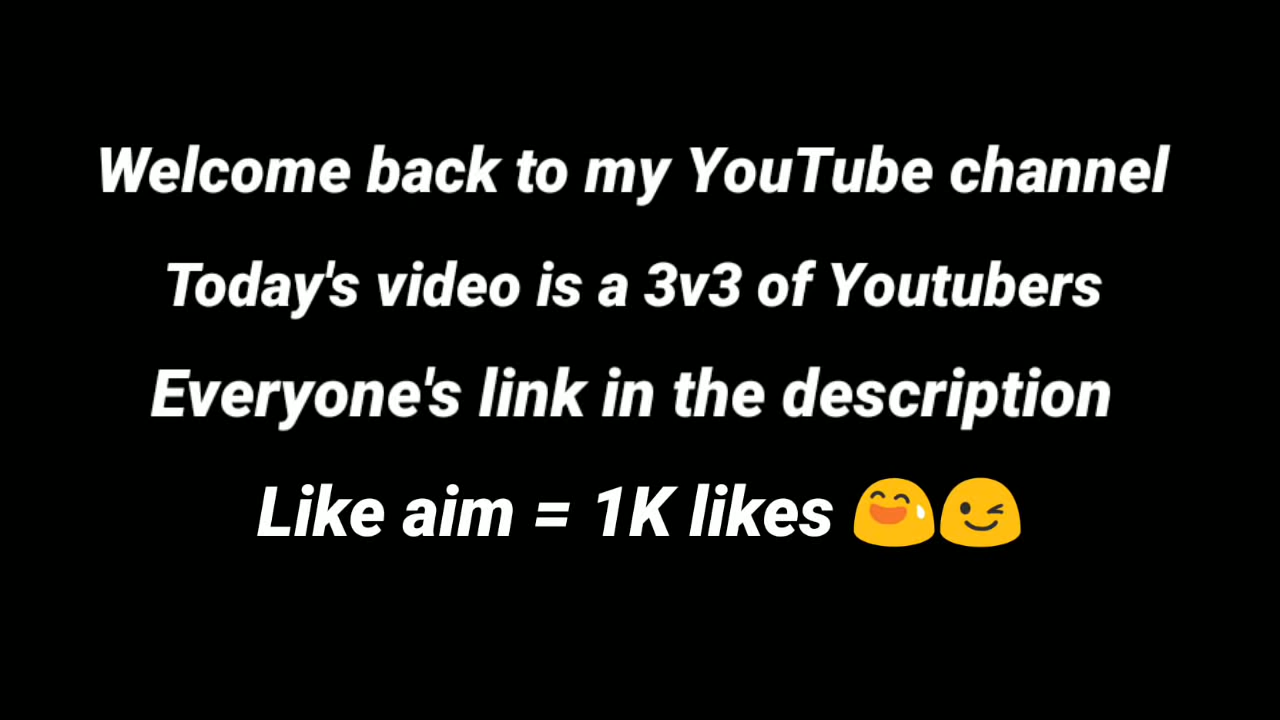 Welcome back to my YouTube channel
Today's video is a 3v3 of Youtubers
Everyone's link in the description
Like aim = 1K likes 😅😉